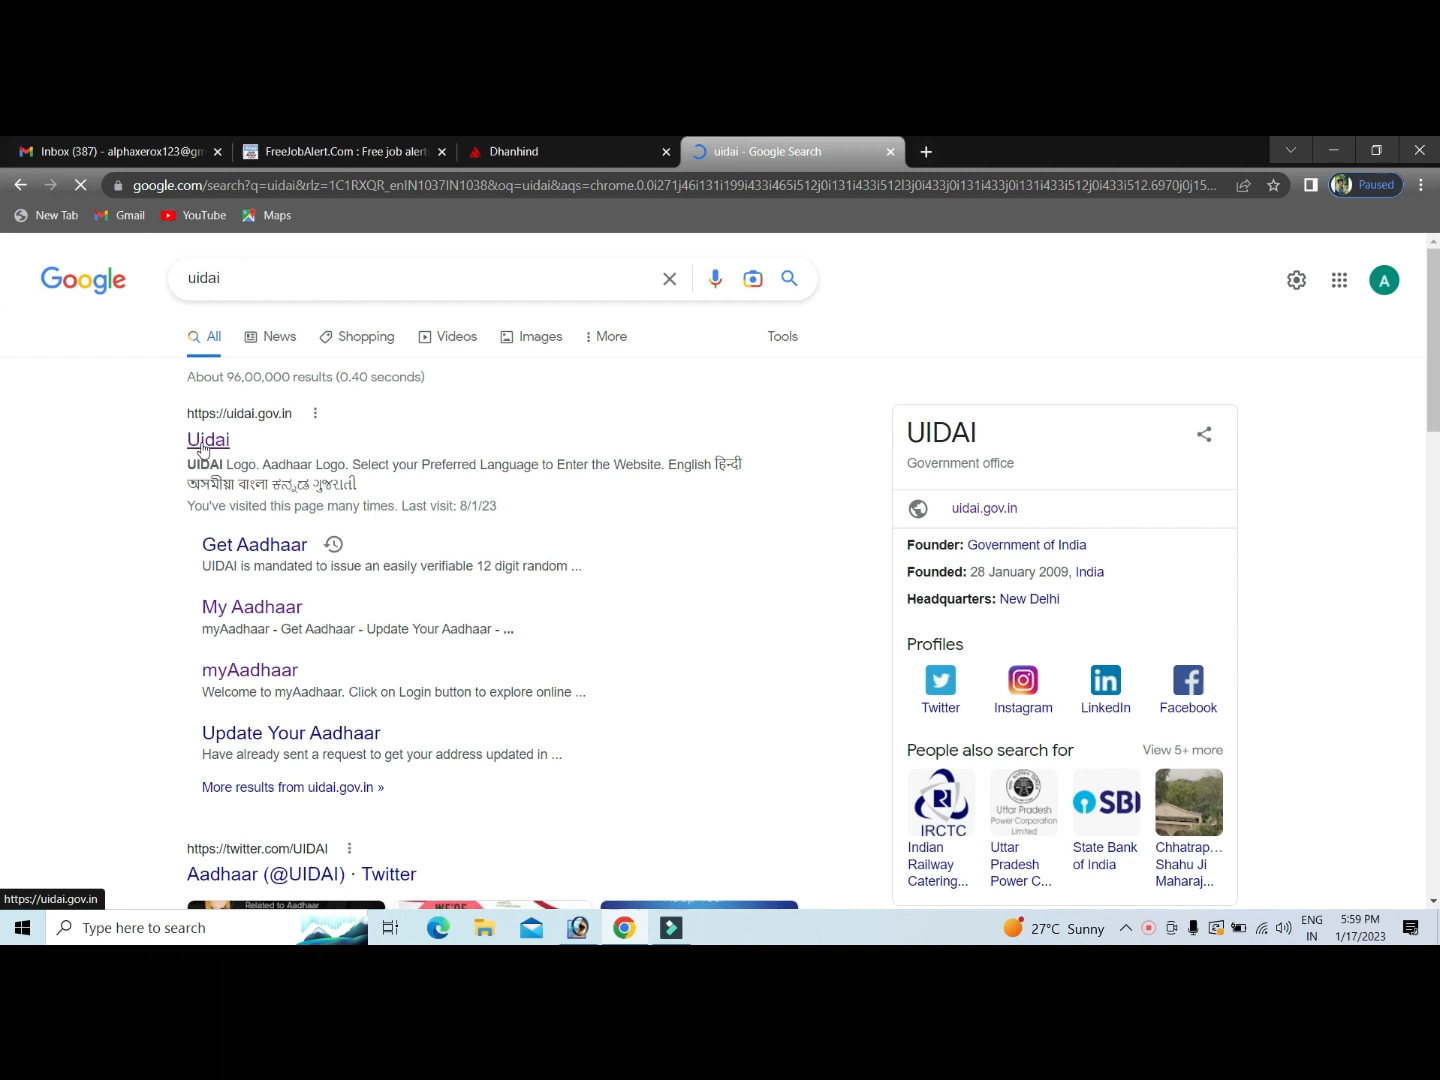 Inbox (387) - alphaxerox123@gm
FreeJobAlert.Com : Free job alert
Dhanhind
uidai - Google Search
google.com/search?q=uidai&rlz=1C1RXQR_enIN1037IN1038&oq=uidai&aqs=chrome.0.0i271j46i131i199i433i465i512j0i131i433i512l3j0i433j0i131i433j0i131i433i512j0i433i512.6970j0j15...
Paused
New Tab
Gmail
YouTube
Maps
Google
uidai
A
All
News
Shopping
Videos
Images
More
Tools
About 96,00,000 results (0.40 seconds)
https://uidai.gov.in
Uidai
UIDAI Logo. Aadhaar Logo. Select your Preferred Language to Enter the Website. English हिन्दी
অসমীয়া বাংলা ಕನ್ನಡ ગુજરાતી
You've visited this page many times. Last visit: 8/1/23
Get Aadhaar
UIDAI is mandated to issue an easily verifiable 12 digit random ...
My Aadhaar
myAadhaar - Get Aadhaar - Update Your Aadhaar - ...
myAadhaar
Welcome to myAadhaar. Click on Login button to explore online ...
Update Your Aadhaar
Have already sent a request to get your address updated in ...
More results from uidai.gov.in »
https://twitter.com/UIDAI
Aadhaar (@UIDAI) · Twitter
Related to Aadhaar
UIDAI
Government office
uidai.gov.in
Founder: Government of India
Founded: 28 January 2009, India
Headquarters: New Delhi
Profiles
Twitter
Instagram
LinkedIn
Facebook
People also search for
View 5+ more
IRCTC
Uttar Pradesh
Power Corporation
Limited
SBI
Indian
Railway
Catering...
Uttar
Pradesh
Power C...
State Bank
of India
Chhatrap...
Shahu Ji
Maharaj...
https://uidai.gov.in
Type here to search
27°C Sunny
ENG
IN
5:59 PM
1/17/2023